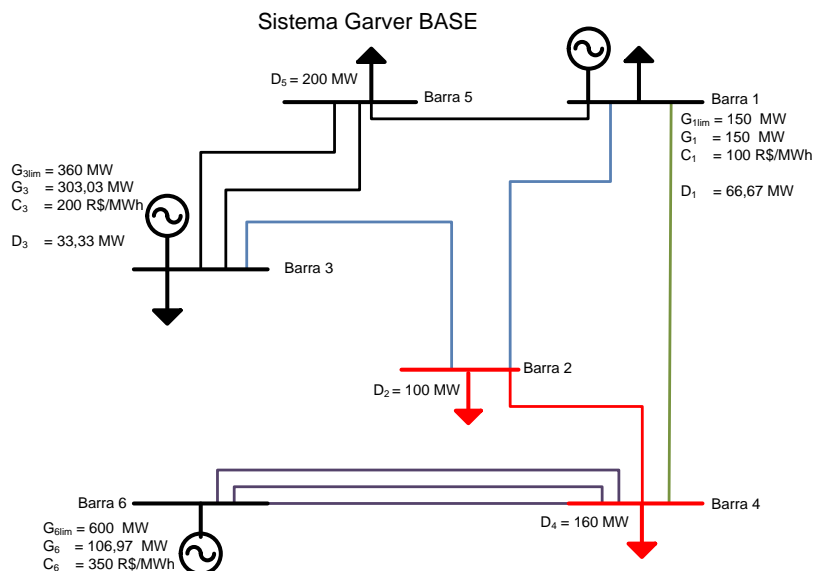 Sistema Garver BASE
D5 = 200 MW
Barra 5
Barra 1
G1lim = 150 MW
G1 = 150 MW
C1 = 100 R$/MWh
D1 = 66,67 MW
G3lim = 360 MW
G3 = 303,03 MW
C3 = 200 R$/MWh
D3 = 33,33 MW
Barra 3
Barra 2
D2 = 100 MW
Barra 6
Barra 4
D4 = 160 MW
G6lim = 600 MW
G6 = 106,97 MW
C6 = 350 R$/MWh